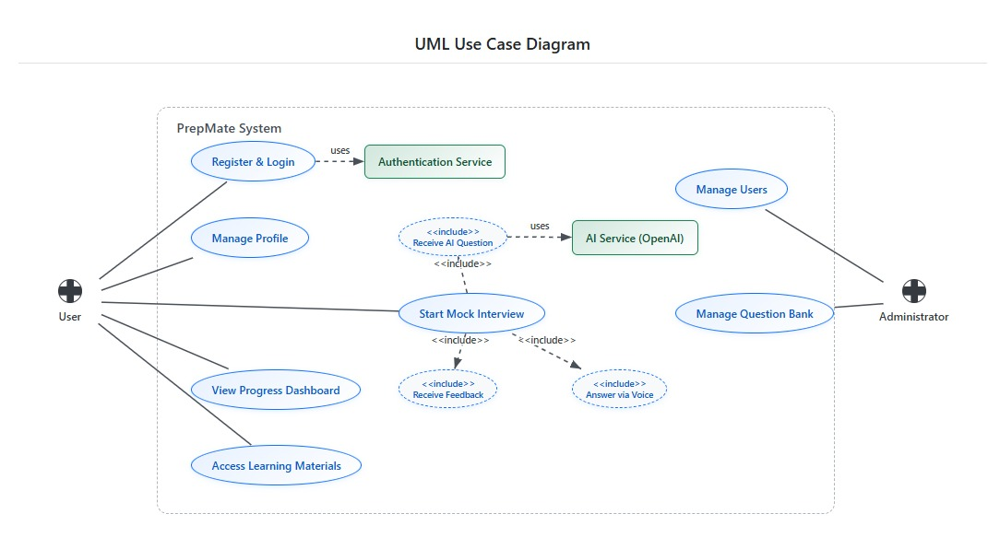 UML Use Case Diagram
PrepMate System
Register & Login
uses
Authentication Service
Manage Users
Manage Profile
<<include>>
Receive AI Question
uses
AI Service (OpenAI)
<<include>>
User
Administrator
Start Mock Interview
Manage Question Bank
<<include>>
<<include>>
View Progress Dashboard
<<include>>
Receive Feedback
<<include>>
Answer via Voice
Access Learning Materials